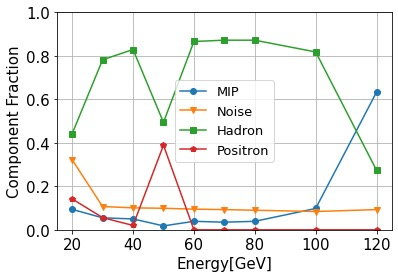 1.0
0.8
0.6
0.4
0.2
0.0
Component Fraction
MIP
Noise
Hadron
Positron
20 40 60 80 100 120
Energy[GeV]